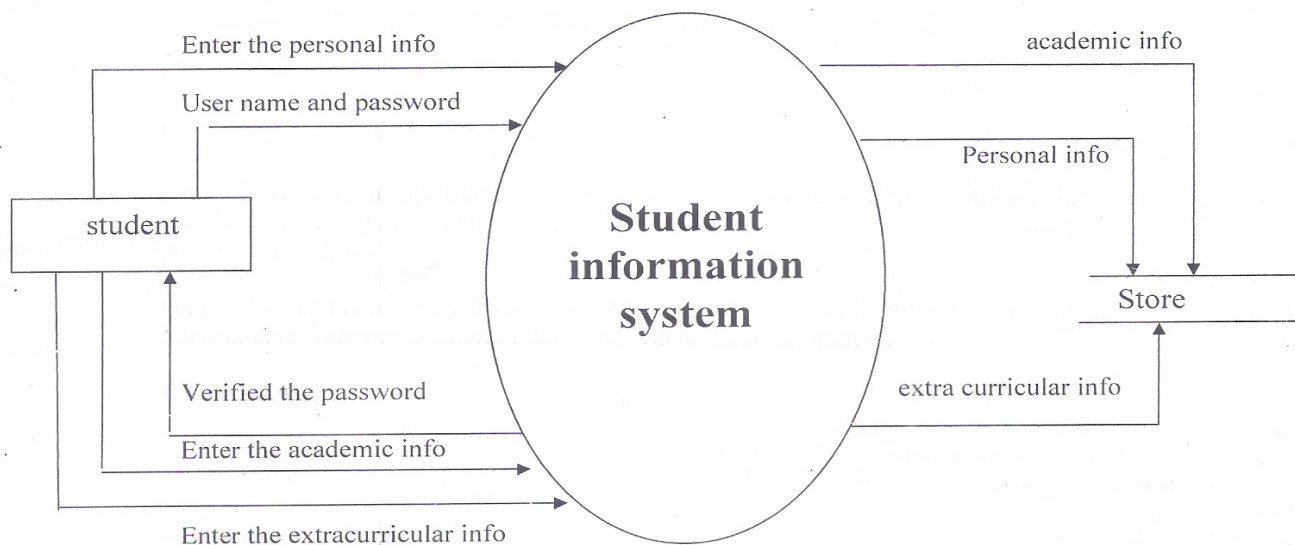 Enter the personal info
academic info
User name and password
Personal info
student
Student
information
system
Store
Verified the password
extra curricular info
Enter the academic info
Enter the extracurricular info